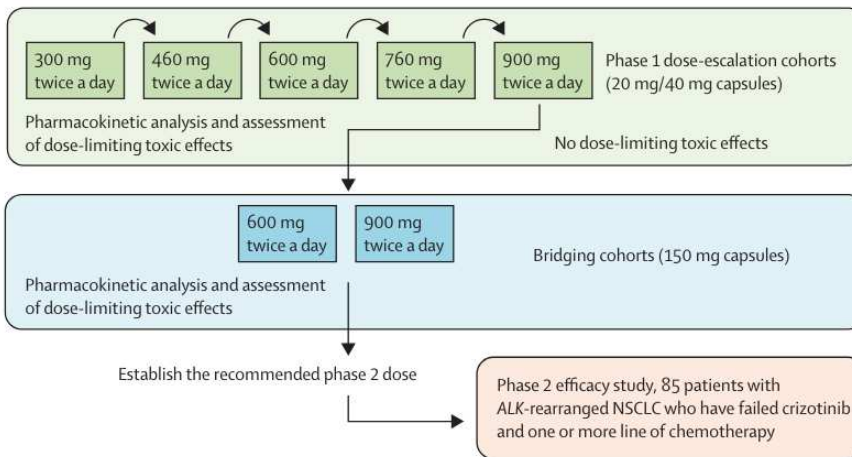 300 mg
twice a day
460 mg
twice a day
600 mg
twice a day
760 mg
twice a day
900 mg
twice a day
Phase 1 dose-escalation cohorts
(20 mg/40 mg capsules)
Pharmacokinetic analysis and assessment
of dose-limiting toxic effects
No dose-limiting toxic effects
600 mg
twice a day
900 mg
twice a day
Bridging cohorts (150 mg capsules)
Pharmacokinetic analysis and assessment
of dose-limiting toxic effects
Establish the recommended phase 2 dose
Phase 2 efficacy study, 85 patients with
ALK-rearranged NSCLC who have failed crizotinib
and one or more line of chemotherapy